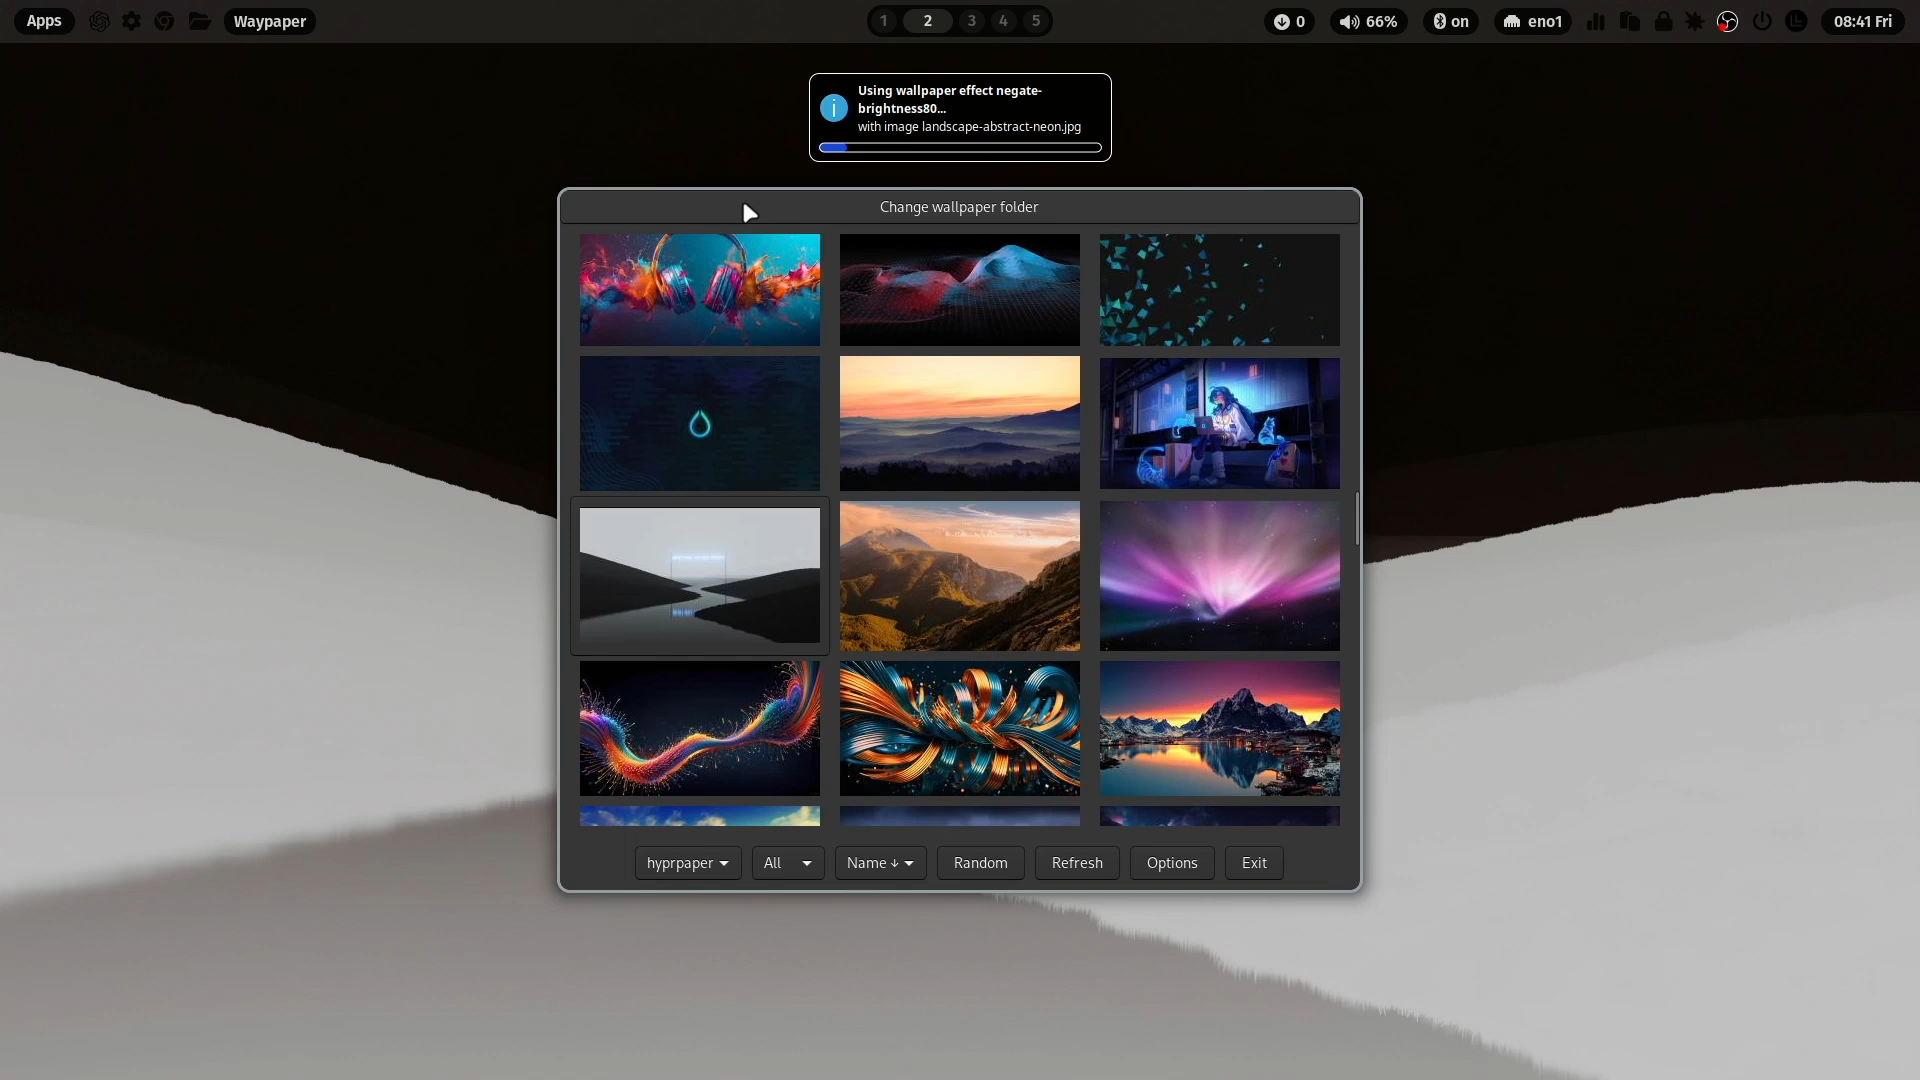 Apps
Waypaper
1 2 3 4 5
0
66%
on
eno1
08:41 Fri
Using wallpaper effect negate-
brightness80...
with image landscape-abstract-neon.jpg
Change wallpaper folder
hyprpaper
All
Name ↓
Random
Refresh
Options
Exit